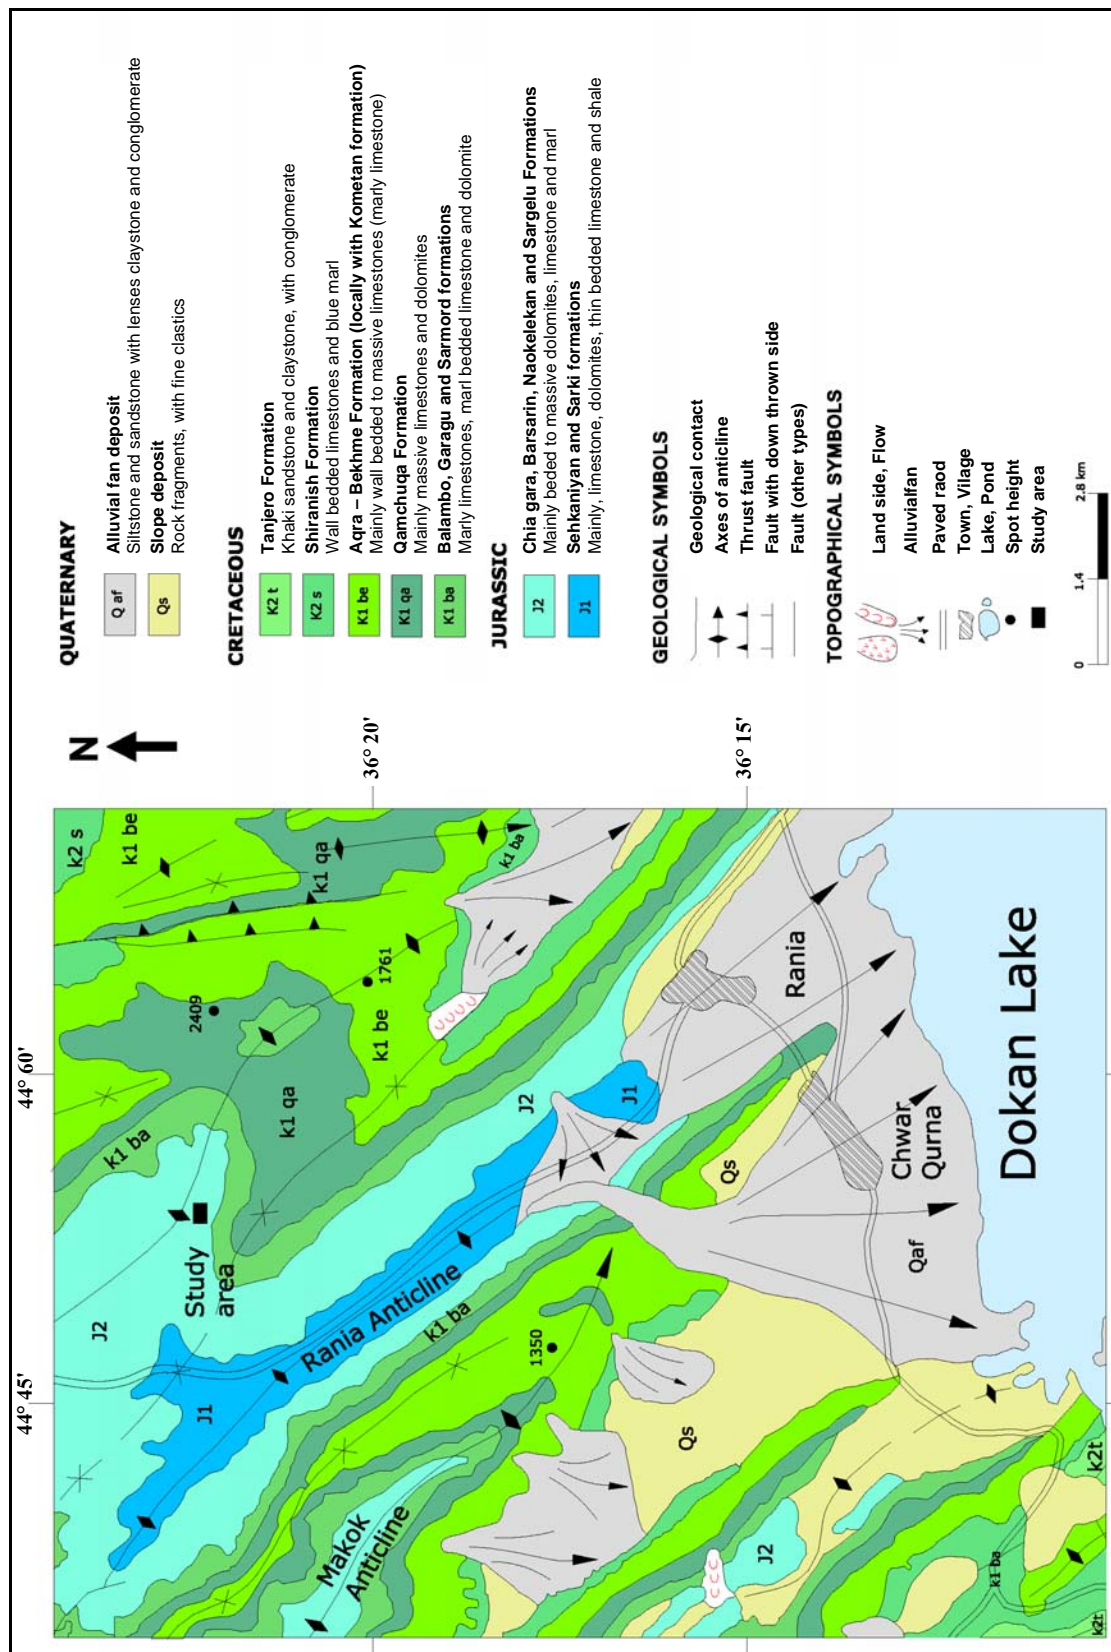 QUATERNARY
Q af
Alluvial fan deposit
Siltstone and sandstone with lenses claystone and conglomerate
Qs
Slope deposit
Rock fragments, with fine clastics
CRETACEOUS
K2 t
Tanjero Formation
Khaki sandstone and claystone, with conglomerate
K2 s
Shiranish Formation
Wall bedded limestones and blue marl
K1 be
Aqra – Bekhme Formation (locally with Kometan formation)
Mainly wall bedded to massive limestones (marly limestone)
K1 qa
Qamchuqa Formation
Mainly massive limestones and dolomites
K1 ba
Balambo, Garagu and Sarmord formations
Marly limestones, marl bedded limestone and dolomite
JURASSIC
J2
Chia gara, Barsarin, Naokelekan and Sargelu Formations
Mainly beded to massive dolomites, limestone and marl
J1
Sehkaniyan and Sarki formations
Mainly, limestone, dolomites, thin bedded limestone and shale
GEOLOGICAL SYMBOLS
Geological contact
Axes of anticline
Thrust fault
Fault with down thrown side
Fault (other types)
TOPOGRAPHICAL SYMBOLS
Land side, Flow
Alluvialfan
Paved raod
Town, Vilage
Lake, Pond
Spot height
Study area
0
1.4
2.8 km
N
36° 20'
36° 15'
44° 45'
44° 60'
k2 s
k1 be
k1 qa
k1 ba
2409
1761
k1 be
k1 qa
k1 ba
J2
Study
area
J2
J1
J1
Rania Anticline
k1 ba
1350
Makok
Anticline
Qs
Qs
J2
Rania
Chwar
Qurna
Qaf
Dokan Lake
k1 ba
k2t
k2t